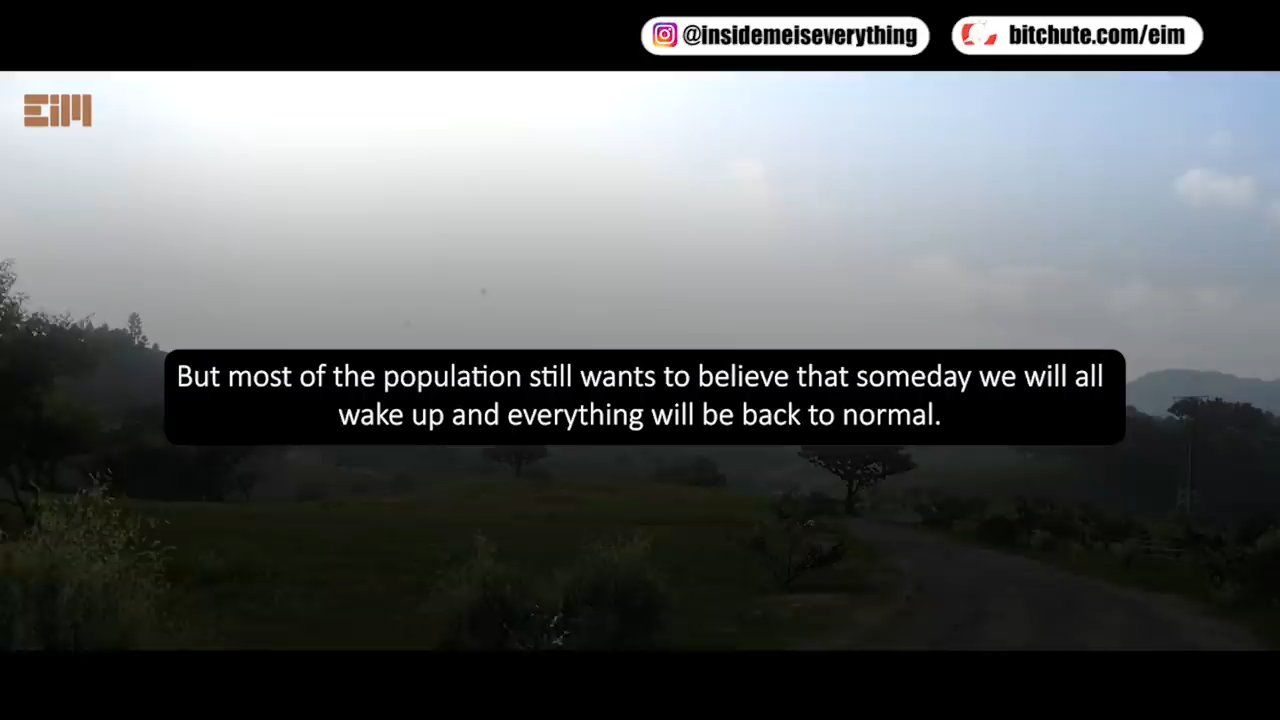 @insidemeiseverything
bitchute.com/eim
EiM
But most of the population still wants to believe that someday we will all
wake up and everything will be back to normal.